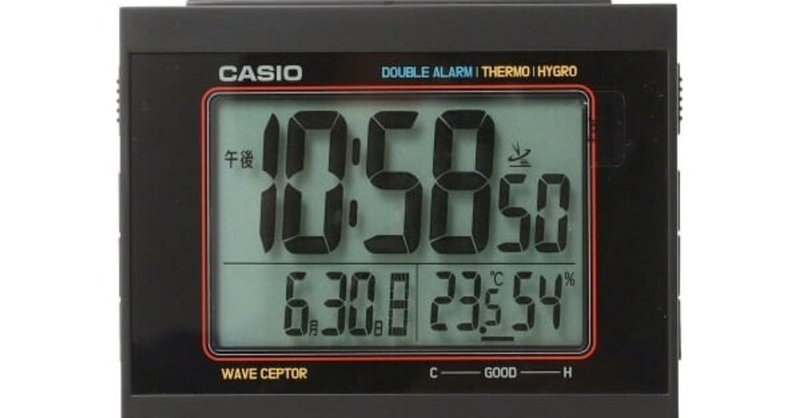 CASIO DOUBLE ALARM | THERMO | HYGRO
午後 10:58 50
6月30日 日 23.5℃ 54%
WAVE CEPTOR C GOOD H